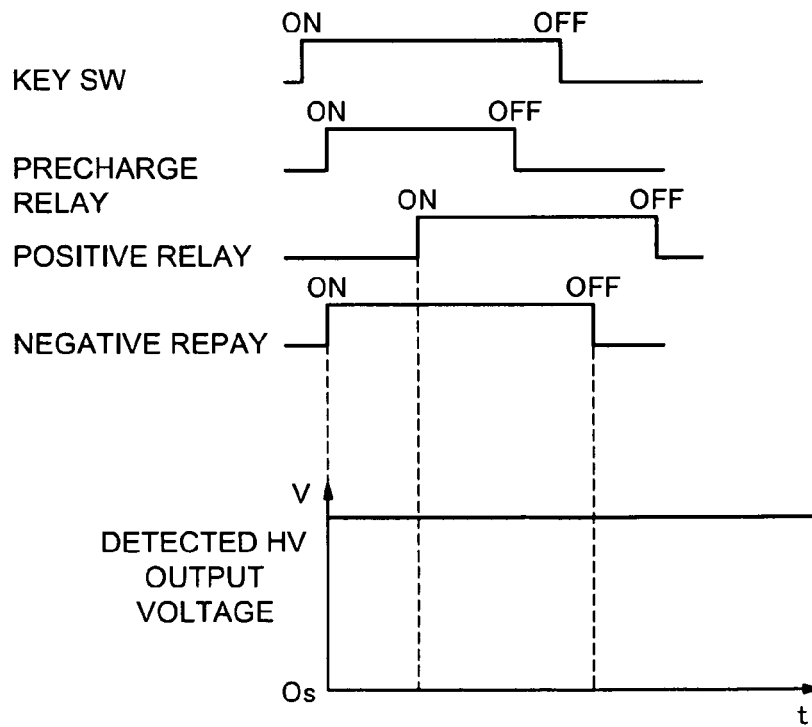 ON OFF
KEY SW
ON OFF
PRECHARGE
RELAY
ON OFF
POSITIVE RELAY
ON OFF
NEGATIVE REPAY
V
DETECTED HV
OUTPUT
VOLTAGE
Os
t